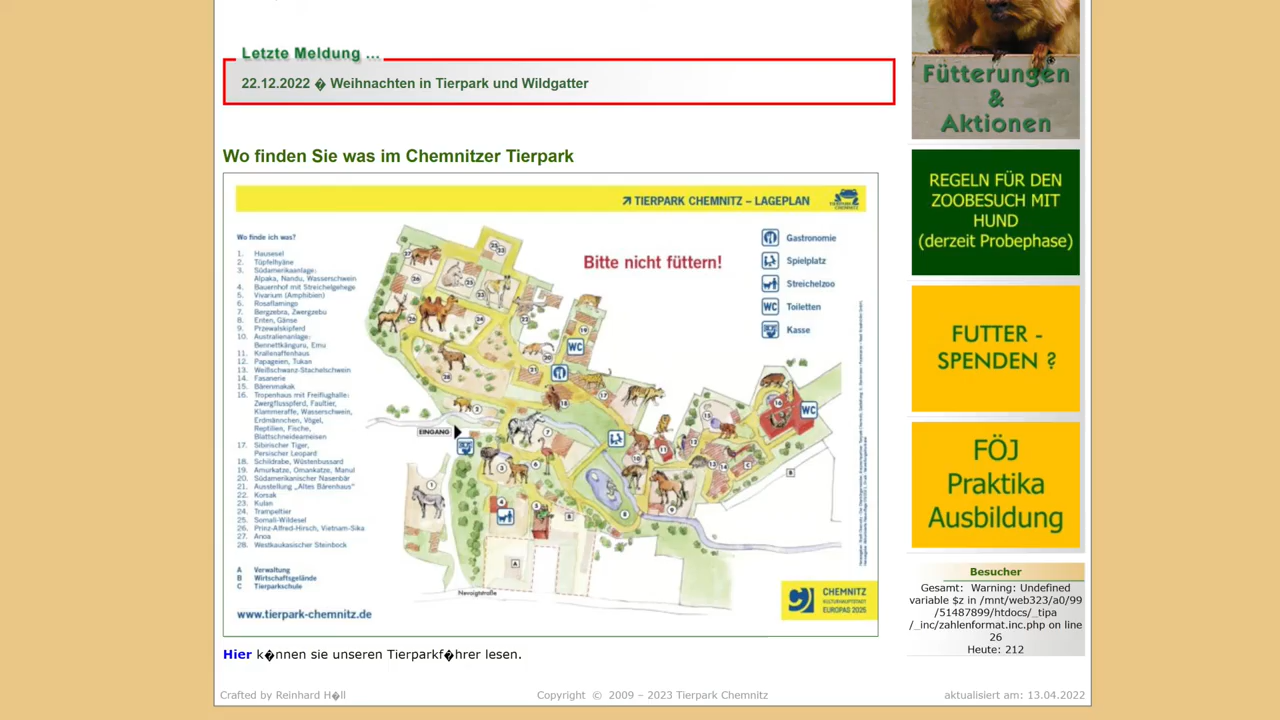 Letzte Meldung ...
22.12.2022 � Weihnachten in Tierpark und Wildgatter
Wo finden Sie was im Chemnitzer Tierpark
TIERPARK CHEMNITZ – LAGEPLAN
Wo finde ich was?
1. Hausesel
2. Tüpfelhyäne
3. Südamerikaanlage:
Alpaka, Nandu, Wasserschwein
4. Bauernhof mit Streichelgehege
5. Vivarium (Amphibien)
6. Rosaflamingo
7. Bergzebra, Zwergzebu
8. Enten, Gänse
9. Przewalskipferd
10. Australienanlage:
Bennettkänguru, Emu
11. Krallenaffenhaus
12. Papageien, Tukan
13. Weißschwanz-Stachelschwein
14. Fasanerie
15. Bärenmakak
16. Tropenhaus mit Freiflughalle:
Zwergflusspferd, Faultier,
Klammeraffe, Wasserschwein,
Erdmännchen, Vögel,
Reptilien, Fische,
Blattschneideameisen
17. Sibirischer Tiger,
Persischer Leopard
18. Schildrabe, Wüstenbussard
19. Amurkatze, Omankatze, Manul
20. Südamerikanischer Nasenbär
21. Ausstellung „Altes Bärenhaus“
22. Korsak
23. Kulan
24. Trampeltier
25. Somali-Wildesel
26. Prinz-Alfred-Hirsch, Vietnam-Sika
27. Anoa
28. Westkaukasischer Steinbock
A Verwaltung
B Wirtschaftsgelände
C Tierparkschule
www.tierpark-chemnitz.de
Bitte nicht füttern!
Gastronomie
Spielplatz
Streichelzoo
WC Toiletten
Kasse
WC
WC
EINGANG
A
B
B
C
Nevoigtstraße
CHEMNITZ
KULTURHAUPTSTADT
EUROPAS 2025
Hier k�nnen sie unseren Tierparkf�hrer lesen.
Fütterungen
&
Aktionen
REGELN FÜR DEN
ZOOBESUCH MIT
HUND
(derzeit Probephase)
FUTTER -
SPENDEN ?
FÖJ
Praktika
Ausbildung
Besucher
Gesamt: Warning: Undefined
variable $z in /mnt/web323/a0/99
/51487899/htdocs/_tipa
/_inc/zahlenformat.inc.php on line
26
Heute: 212
Crafted by Reinhard H�ll
Copyright © 2009 – 2023 Tierpark Chemnitz
aktualisiert am: 13.04.2022